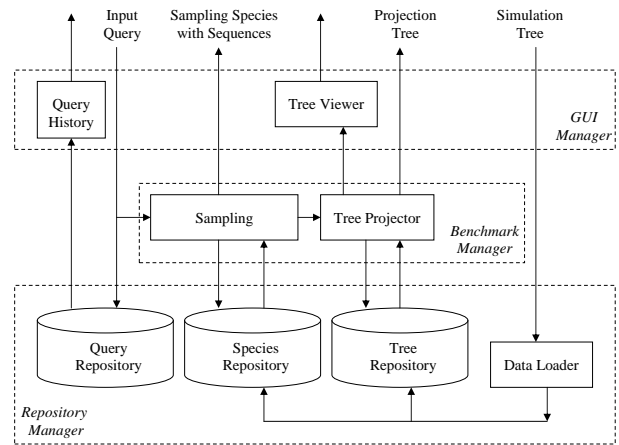 Input
Query
Sampling Species
with Sequences
Projection
Tree
Simulation
Tree
Query
History
Tree Viewer
GUI
Manager
Sampling
Tree Projector
Benchmark
Manager
Query
Repository
Species
Repository
Tree
Repository
Data Loader
Repository
Manager